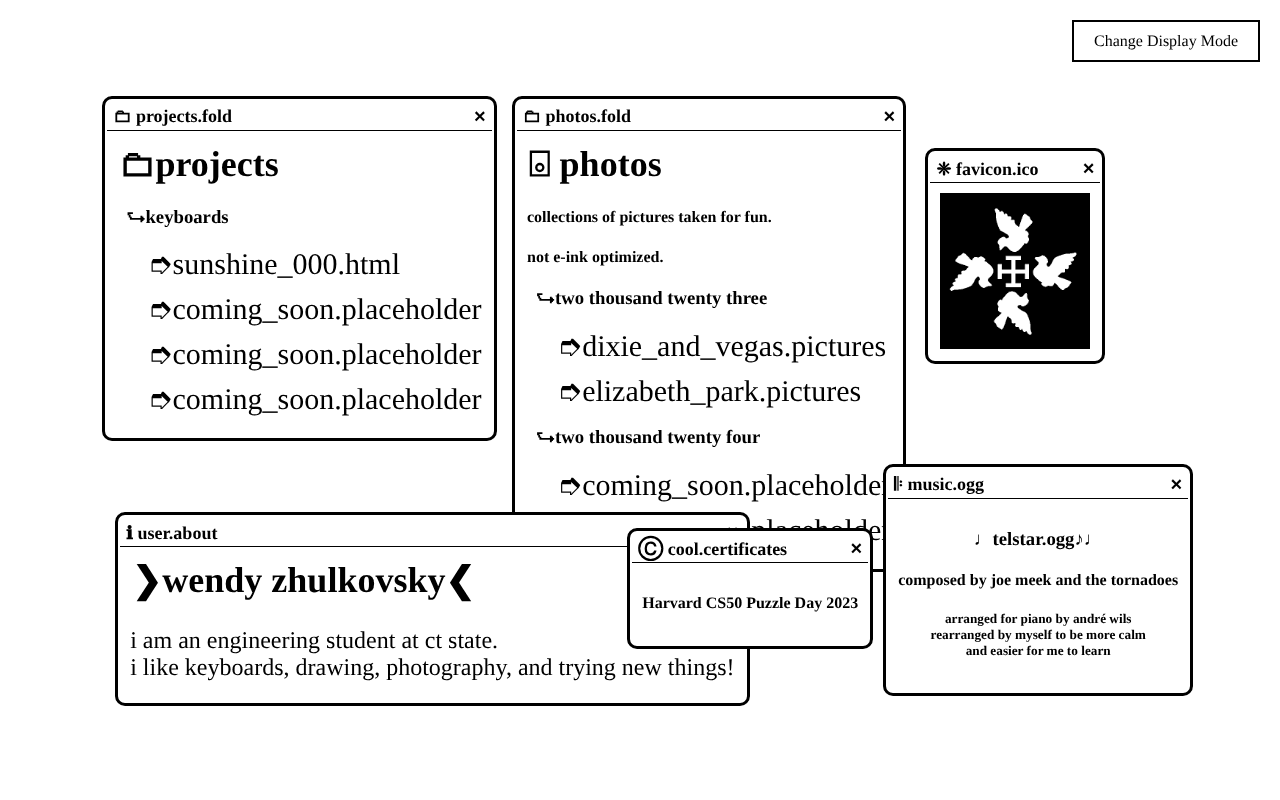 Change Display Mode
projects.fold ×
projects
keyboards
sunshine_000.html
coming_soon.placeholder
coming_soon.placeholder
coming_soon.placeholder
photos.fold ×
photos
collections of pictures taken for fun.
not e-ink optimized.
two thousand twenty three
dixie_and_vegas.pictures
elizabeth_park.pictures
two thousand twenty four
coming_soon.placeholder
favicon.ico ×
user.about
❯wendy zhulkovsky❮
i am an engineering student at ct state.
i like keyboards, drawing, photography, and trying new things!
cool.certificates ×
Harvard CS50 Puzzle Day 2023
music.ogg ×
♩ telstar.ogg♪♩
composed by joe meek and the tornadoes
arranged for piano by andré wils
rearranged by myself to be more calm
and easier for me to learn